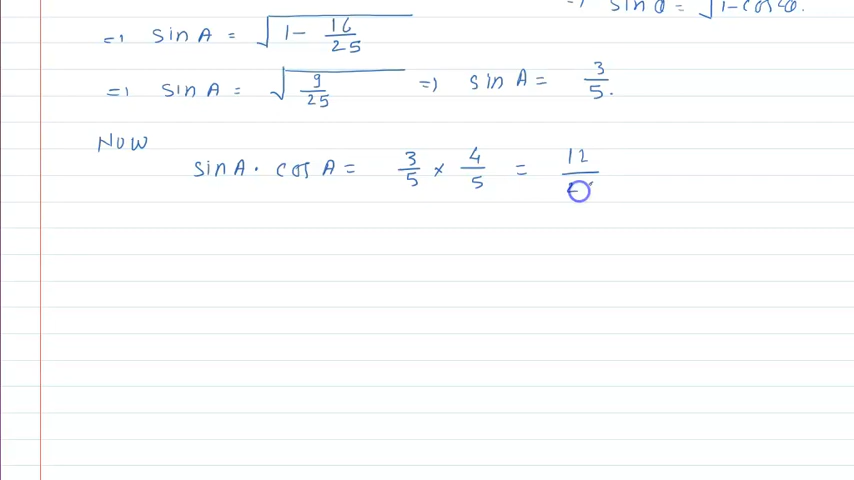 => sin θ = √1-cos²θ.
=> sin A = √1 - 16/25
=> sin A = √9/25 => sin A = 3/5.
Now
sin A · cos A = 3/5 × 4/5 = 12/